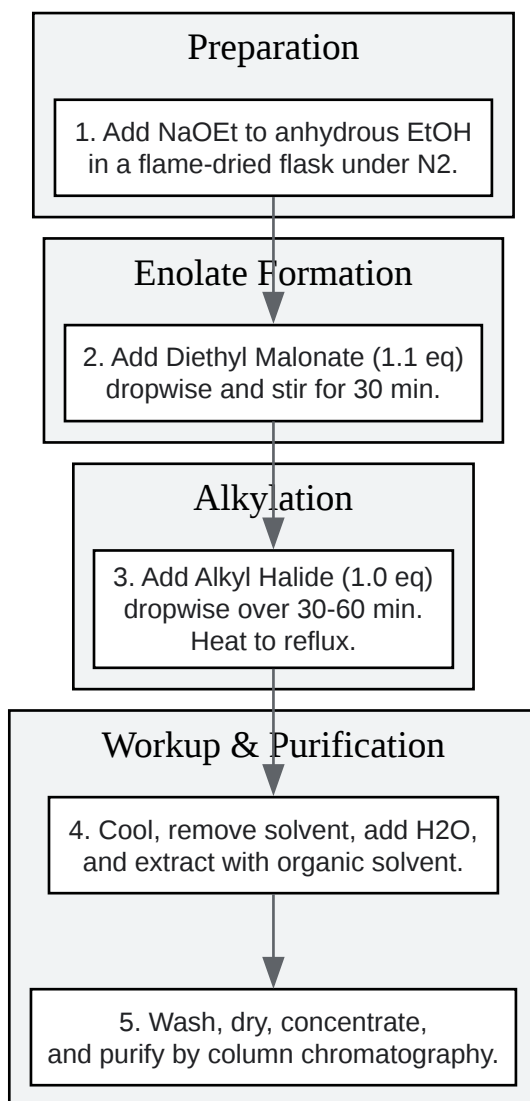 Preparation
1. Add NaOEt to anhydrous EtOH
in a flame-dried flask under N2.
Enolate Formation
2. Add Diethyl Malonate (1.1 eq)
dropwise and stir for 30 min.
Alkylation
3. Add Alkyl Halide (1.0 eq)
dropwise over 30-60 min.
Heat to reflux.
Workup & Purification
4. Cool, remove solvent, add H2O,
and extract with organic solvent.
5. Wash, dry, concentrate,
and purify by column chromatography.